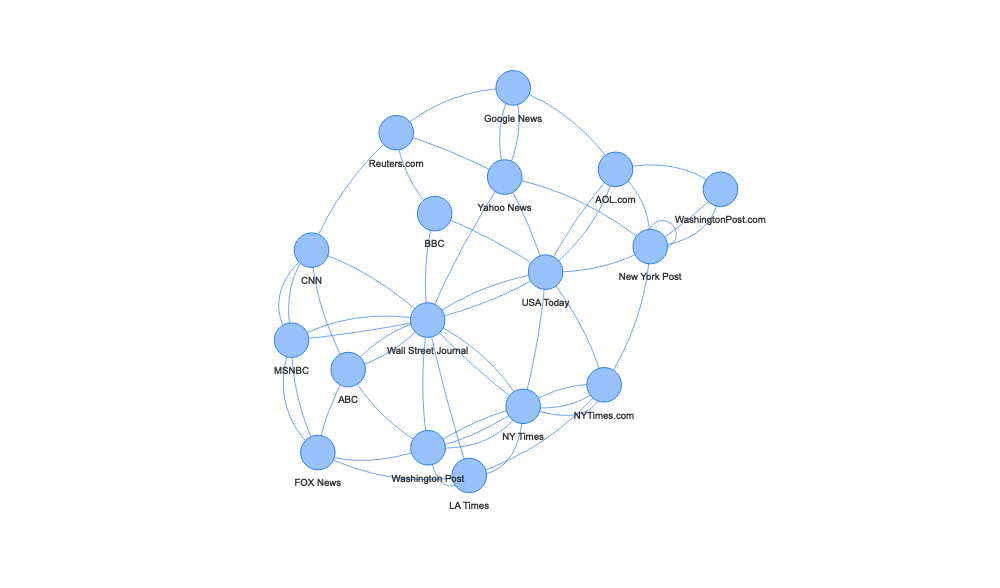 Google News
Reuters.com
Yahoo News
AOL.com
WashingtonPost.com
BBC
CNN
New York Post
USA Today
Wall Street Journal
MSNBC
ABC
NYTimes.com
NY Times
Washington Post
FOX News
LA Times